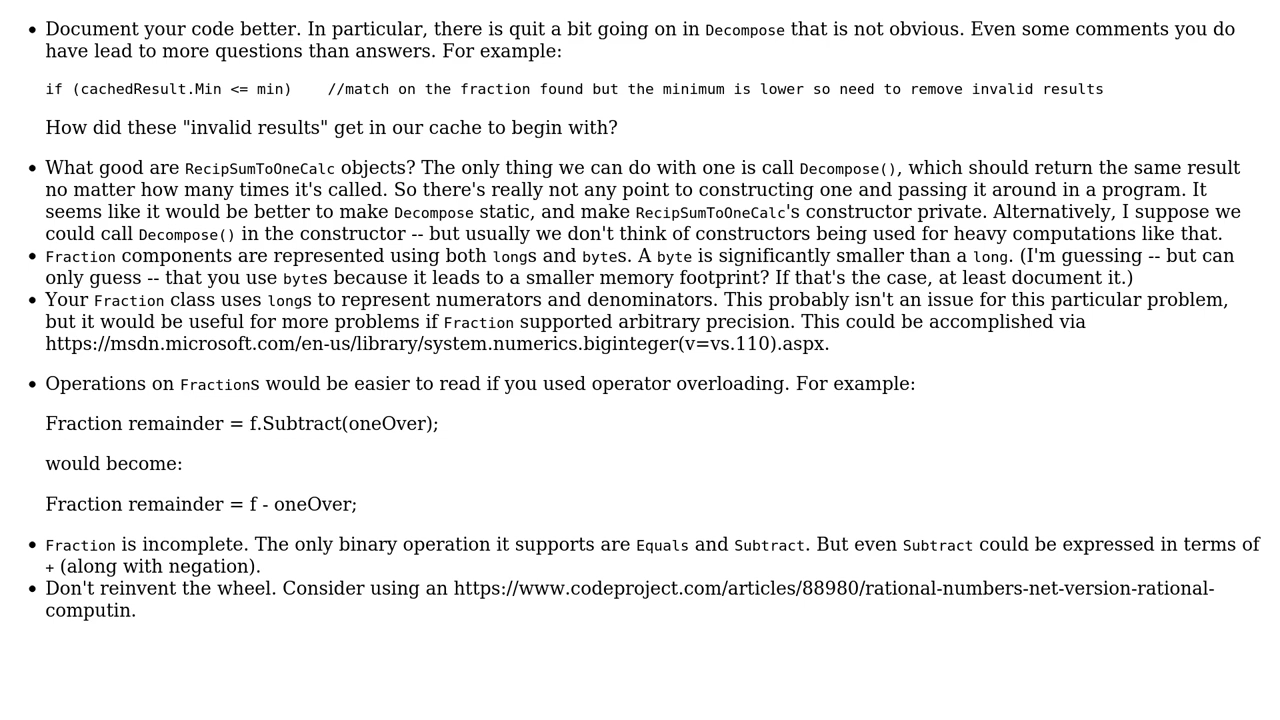 Document your code better. In particular, there is quit a bit going on in Decompose that is not obvious. Even some comments you do
have lead to more questions than answers. For example:
if (cachedResult.Min <= min)    //match on the fraction found but the minimum is lower so need to remove invalid results
How did these "invalid results" get in our cache to begin with?
What good are RecipSumToOneCalc objects? The only thing we can do with one is call Decompose(), which should return the same result
no matter how many times it's called. So there's really not any point to constructing one and passing it around in a program. It
seems like it would be better to make Decompose static, and make RecipSumToOneCalc's constructor private. Alternatively, I suppose we
could call Decompose() in the constructor -- but usually we don't think of constructors being used for heavy computations like that.
Fraction components are represented using both longs and bytes. A byte is significantly smaller than a long. (I'm guessing -- but can
only guess -- that you use bytes because it leads to a smaller memory footprint? If that's the case, at least document it.)
Your Fraction class uses longs to represent numerators and denominators. This probably isn't an issue for this particular problem,
but it would be useful for more problems if Fraction supported arbitrary precision. This could be accomplished via
https://msdn.microsoft.com/en-us/library/system.numerics.biginteger(v=vs.110).aspx.
Operations on Fractions would be easier to read if you used operator overloading. For example:
Fraction remainder = f.Subtract(oneOver);
would become:
Fraction remainder = f - oneOver;
Fraction is incomplete. The only binary operation it supports are Equals and Subtract. But even Subtract could be expressed in terms of
+ (along with negation).
Don't reinvent the wheel. Consider using an https://www.codeproject.com/articles/88980/rational-numbers-net-version-rational-
computin.